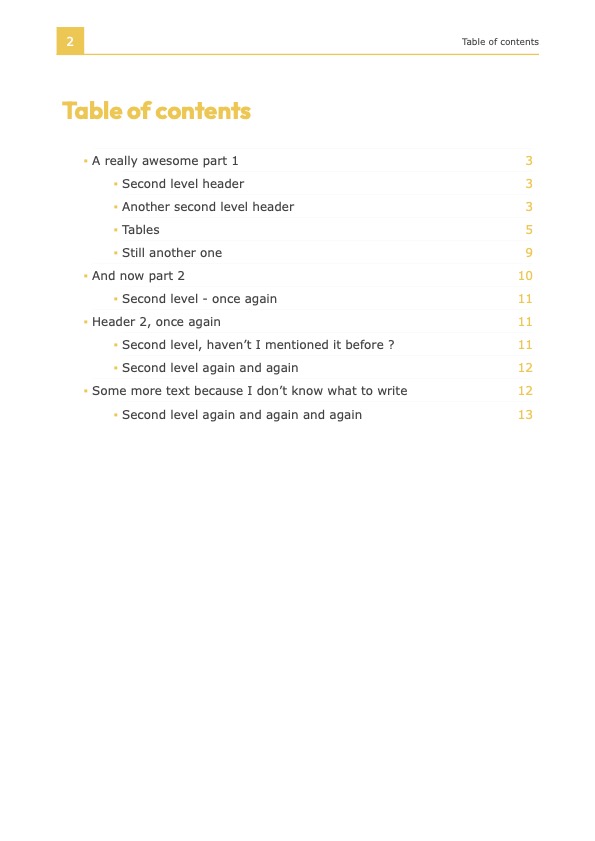 2 Table of contents
Table of contents
• A really awesome part 1 3
• Second level header 3
• Another second level header 3
• Tables 5
• Still another one 9
• And now part 2 10
• Second level - once again 11
• Header 2, once again 11
• Second level, haven’t I mentioned it before ? 11
• Second level again and again 12
• Some more text because I don’t know what to write 12
• Second level again and again and again 13